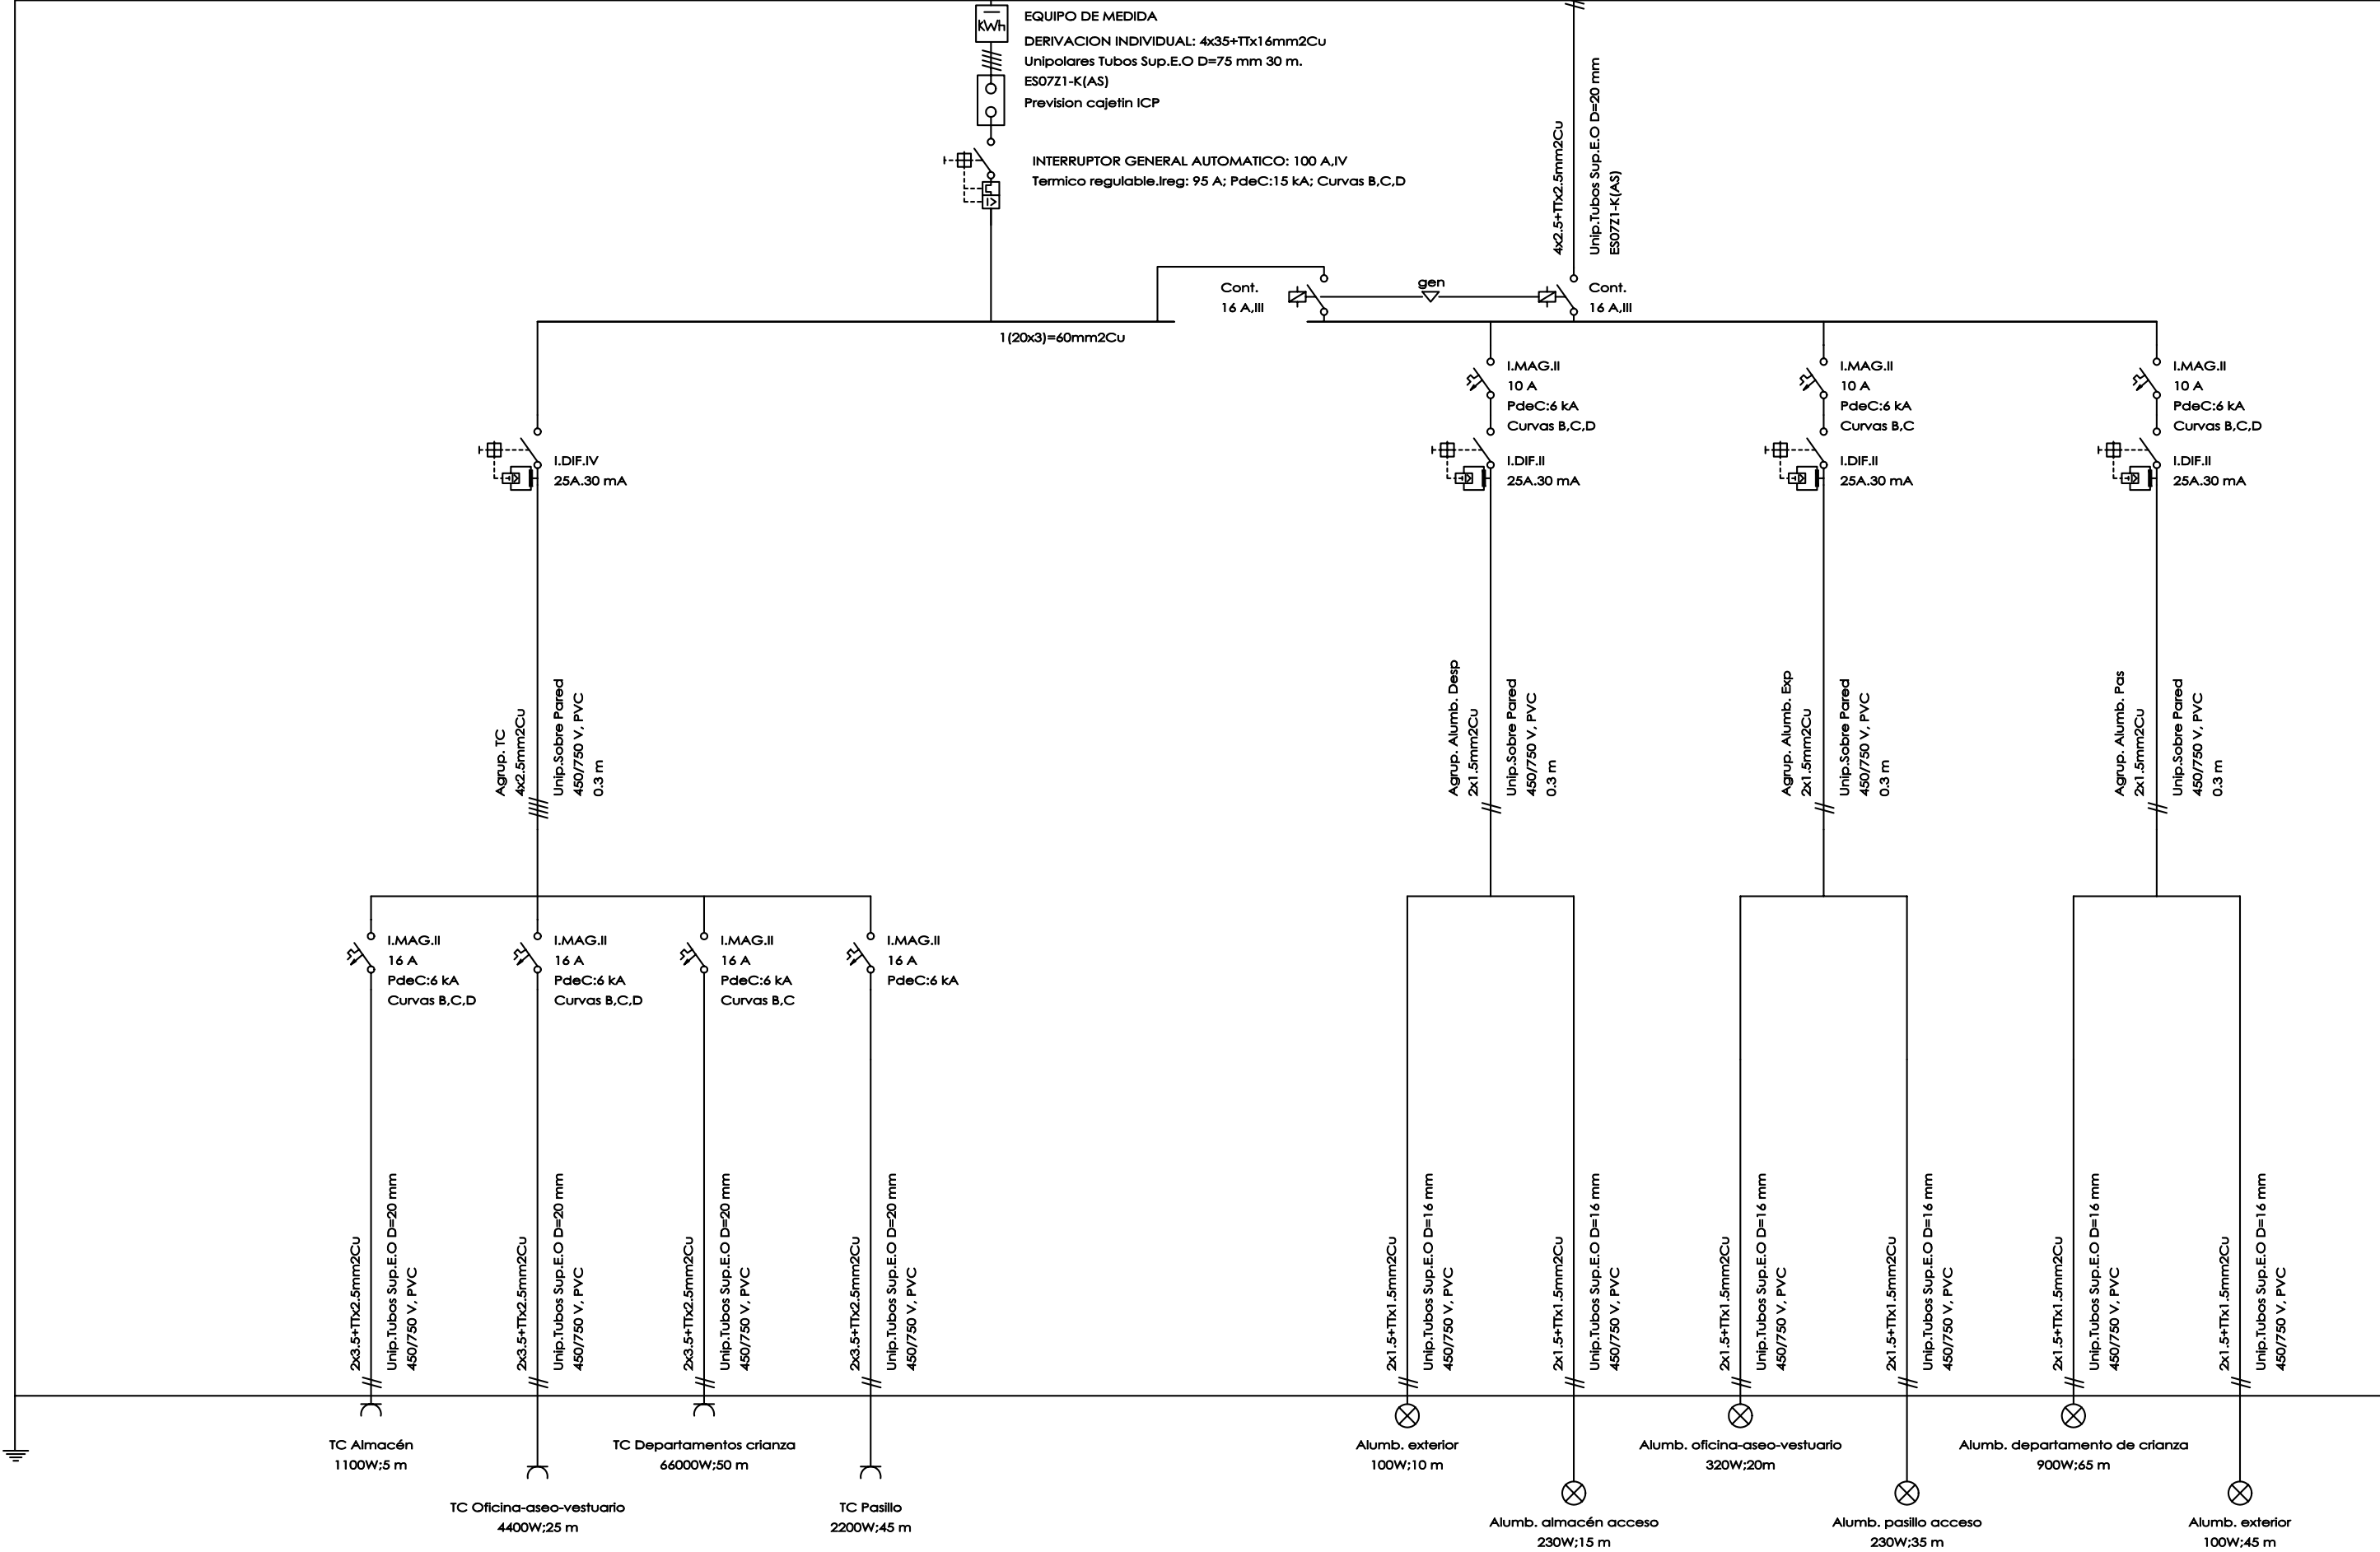 KWh
EQUIPO DE MEDIDA
DERIVACION INDIVIDUAL: 4x35+TTx16mm2Cu
Unipolares Tubos Sup.E.O D=75 mm 30 m.
ES07Z1-K(AS)
Prevision cajetin ICP
INTERRUPTOR GENERAL AUTOMATICO: 100 A,IV
Termico regulable.Ireg: 95 A; PdeC:15 kA; Curvas B,C,D
4x2.5+TTx2.5mm2Cu
Unip.Tubos Sup.E.O D=20 mm
ES07Z1-K(AS)
Cont.
16 A,III
gen
Cont.
16 A,III
1(20x3)=60mm2Cu
I.DIF.IV
25A.30 mA
I.MAG.II
10 A
PdeC:6 kA
Curvas B,C,D
I.DIF.II
25A.30 mA
I.MAG.II
10 A
PdeC:6 kA
Curvas B,C
I.DIF.II
25A.30 mA
I.MAG.II
10 A
PdeC:6 kA
Curvas B,C,D
I.DIF.II
25A.30 mA
Agrup. TC
4x2.5mm2Cu
Unip.Sobre Pared
450/750 V, PVC
0.3 m
Agrup. Alumb. Desp
2x1.5mm2Cu
Unip.Sobre Pared
450/750 V, PVC
0.3 m
Agrup. Alumb. Exp
2x1.5mm2Cu
Unip.Sobre Pared
450/750 V, PVC
0.3 m
Agrup. Alumb. Pas
2x1.5mm2Cu
Unip.Sobre Pared
450/750 V, PVC
0.3 m
I.MAG.II
16 A
PdeC:6 kA
Curvas B,C,D
I.MAG.II
16 A
PdeC:6 kA
Curvas B,C,D
I.MAG.II
16 A
PdeC:6 kA
Curvas B,C
I.MAG.II
16 A
PdeC:6 kA
2x3.5+TTx2.5mm2Cu
Unip.Tubos Sup.E.O D=20 mm
450/750 V, PVC
2x3.5+TTx2.5mm2Cu
Unip.Tubos Sup.E.O D=20 mm
450/750 V, PVC
2x3.5+TTx2.5mm2Cu
Unip.Tubos Sup.E.O D=20 mm
450/750 V, PVC
2x3.5+TTx2.5mm2Cu
Unip.Tubos Sup.E.O D=20 mm
450/750 V, PVC
2x1.5+TTx1.5mm2Cu
Unip.Tubos Sup.E.O D=16 mm
450/750 V, PVC
2x1.5+TTx1.5mm2Cu
Unip.Tubos Sup.E.O D=16 mm
450/750 V, PVC
2x1.5+TTx1.5mm2Cu
Unip.Tubos Sup.E.O D=16 mm
450/750 V, PVC
2x1.5+TTx1.5mm2Cu
Unip.Tubos Sup.E.O D=16 mm
450/750 V, PVC
2x1.5+TTx1.5mm2Cu
Unip.Tubos Sup.E.O D=16 mm
450/750 V, PVC
2x1.5+TTx1.5mm2Cu
Unip.Tubos Sup.E.O D=16 mm
450/750 V, PVC
TC Almacén
1100W;5 m
TC Oficina-aseo-vestuario
4400W;25 m
TC Departamentos crianza
66000W;50 m
TC Pasillo
2200W;45 m
Alumb. exterior
100W;10 m
Alumb. almacén acceso
230W;15 m
Alumb. oficina-aseo-vestuario
320W;20m
Alumb. pasillo acceso
230W;35 m
Alumb. departamento de crianza
900W;65 m
Alumb. exterior
100W;45 m